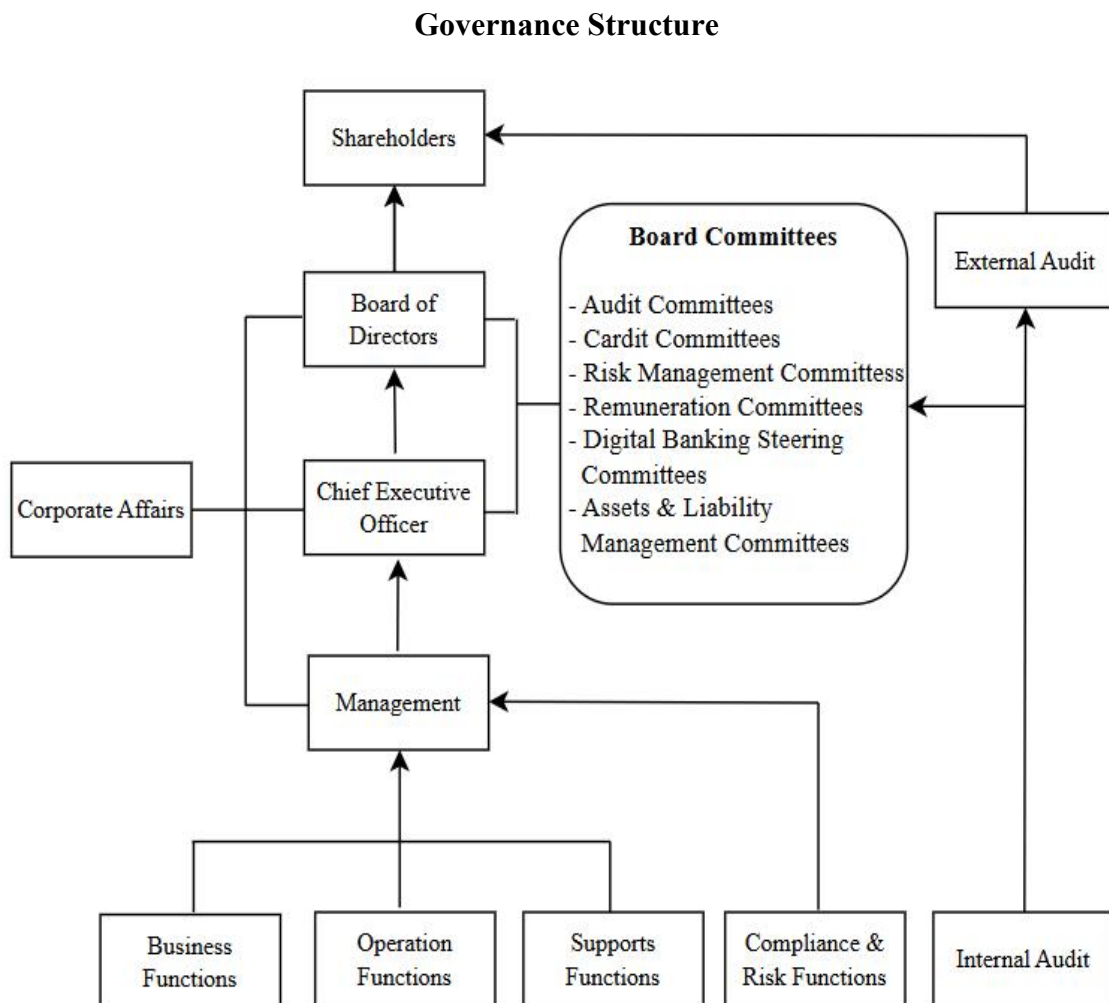 Governance Structure
Shareholders
Board Committees
External Audit
Board of
Directors
- Audit Committees
- Cardit Committees
- Risk Management Committess
- Remuneration Committees
- Digital Banking Steering
Committees
- Assets & Liability
Management Committees
Corporate Affairs
Chief Executive
Officer
Management
Business
Functions
Operation
Functions
Supports
Functions
Compliance &
Risk Functions
Internal Audit